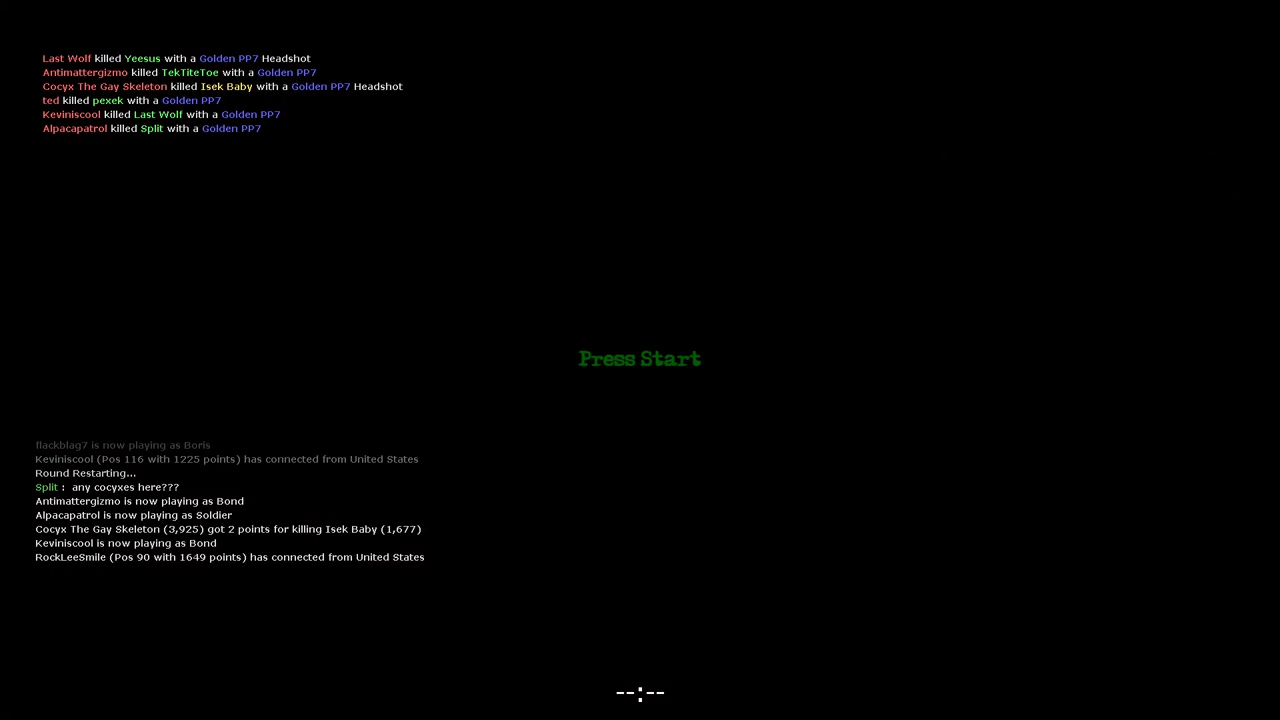 Last Wolf killed Yeesus with a Golden PP7 Headshot
Antimattergizmo killed TekTiteToe with a Golden PP7
Cocyx The Gay Skeleton killed Isek Baby with a Golden PP7 Headshot
ted killed pexek with a Golden PP7
Keviniscool killed Last Wolf with a Golden PP7
Alpacapatrol killed Split with a Golden PP7
Press Start
flackblag7 is now playing as Boris
Keviniscool (Pos 116 with 1225 points) has connected from United States
Round Restarting...
Split : any cocyxes here???
Antimattergizmo is now playing as Bond
Alpacapatrol is now playing as Soldier
Cocyx The Gay Skeleton (3,925) got 2 points for killing Isek Baby (1,677)
Keviniscool is now playing as Bond
RockLeeSmile (Pos 90 with 1649 points) has connected from United States
--:--